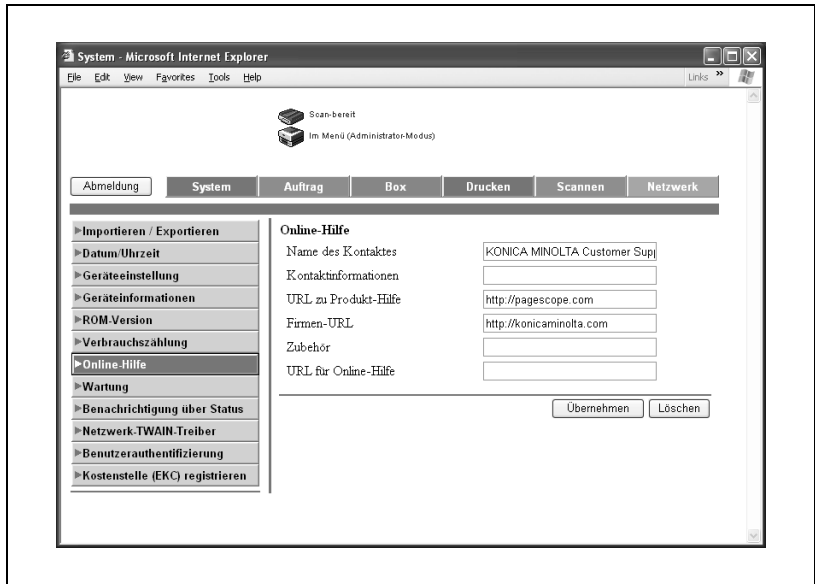 System - Microsoft Internet Explorer
File Edit View Favorites Tools Help Links »
Scan-bereit
Im Menü (Administrator-Modus)
Abmeldung System Auftrag Box Drucken Scannen Netzwerk
Importieren / Exportieren
Datum/Uhrzeit
Geräteeinstellung
Geräteinformationen
ROM-Version
Verbrauchszählung
Online-Hilfe
Wartung
Benachrichtigung über Status
Netzwerk-TWAIN-Treiber
Benutzerauthentifizierung
Kostenstelle (EKC) registrieren
Online-Hilfe
Name des Kontaktes KONICA MINOLTA Customer Supp
Kontaktinformationen
URL zu Produkt-Hilfe http://pagescope.com
Firmen-URL http://konicaminolta.com
Zubehör
URL für Online-Hilfe
Übernehmen Löschen